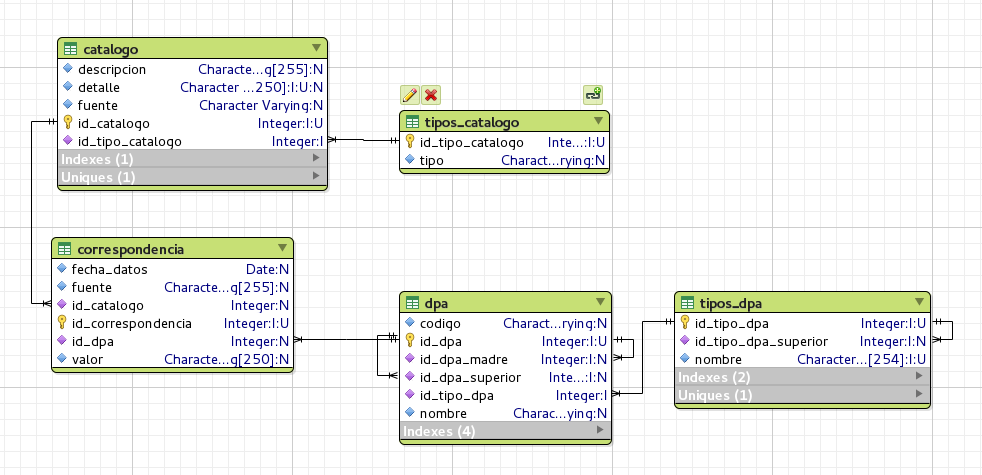 catalogo
descripcion Characte...g[255]:N
detalle Character ...250]:I:U:N
fuente Character Varying:N
id_catalogo Integer:I:U
id_tipo_catalogo Integer:I
Indexes (1)
Uniques (1)
tipos_catalogo
id_tipo_catalogo Inte...:I:U
tipo Charact...rying:N
correspondencia
fecha_datos Date:N
fuente Characte...g[255]:N
id_catalogo Integer:N
id_correspondencia Integer:I:U
id_dpa Integer:N
valor Characte...g[250]:N
dpa
codigo Charact...rying:N
id_dpa Integer:I:U
id_dpa_madre Integer:I:N
id_dpa_superior Inte...:I:N
id_tipo_dpa Integer:I
nombre Charac...ying:N
Indexes (4)
tipos_dpa
id_tipo_dpa Integer:I:U
id_tipo_dpa_superior Integer:I:N
nombre Character...[254]:I:U
Indexes (2)
Uniques (1)